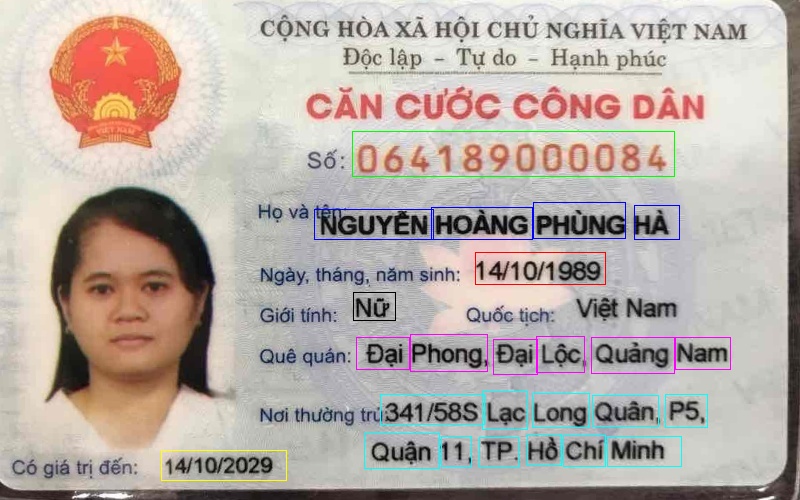 CỘNG HÒA XÃ HỘI CHỦ NGHĨA VIỆT NAM
Độc lập - Tự do - Hạnh phúc
CĂN CƯỚC CÔNG DÂN
Số: 064189000084
Họ và tên: NGUYỄN HOÀNG PHÙNG HÀ
Ngày, tháng, năm sinh: 14/10/1989
Giới tính: Nữ Quốc tịch: Việt Nam
Quê quán: Đại Phong, Đại Lộc, Quảng Nam
Nơi thường trú: 341/58S Lạc Long Quân, P5,
Quận 11, TP. Hồ Chí Minh
Có giá trị đến: 14/10/2029
VIỆT NAM